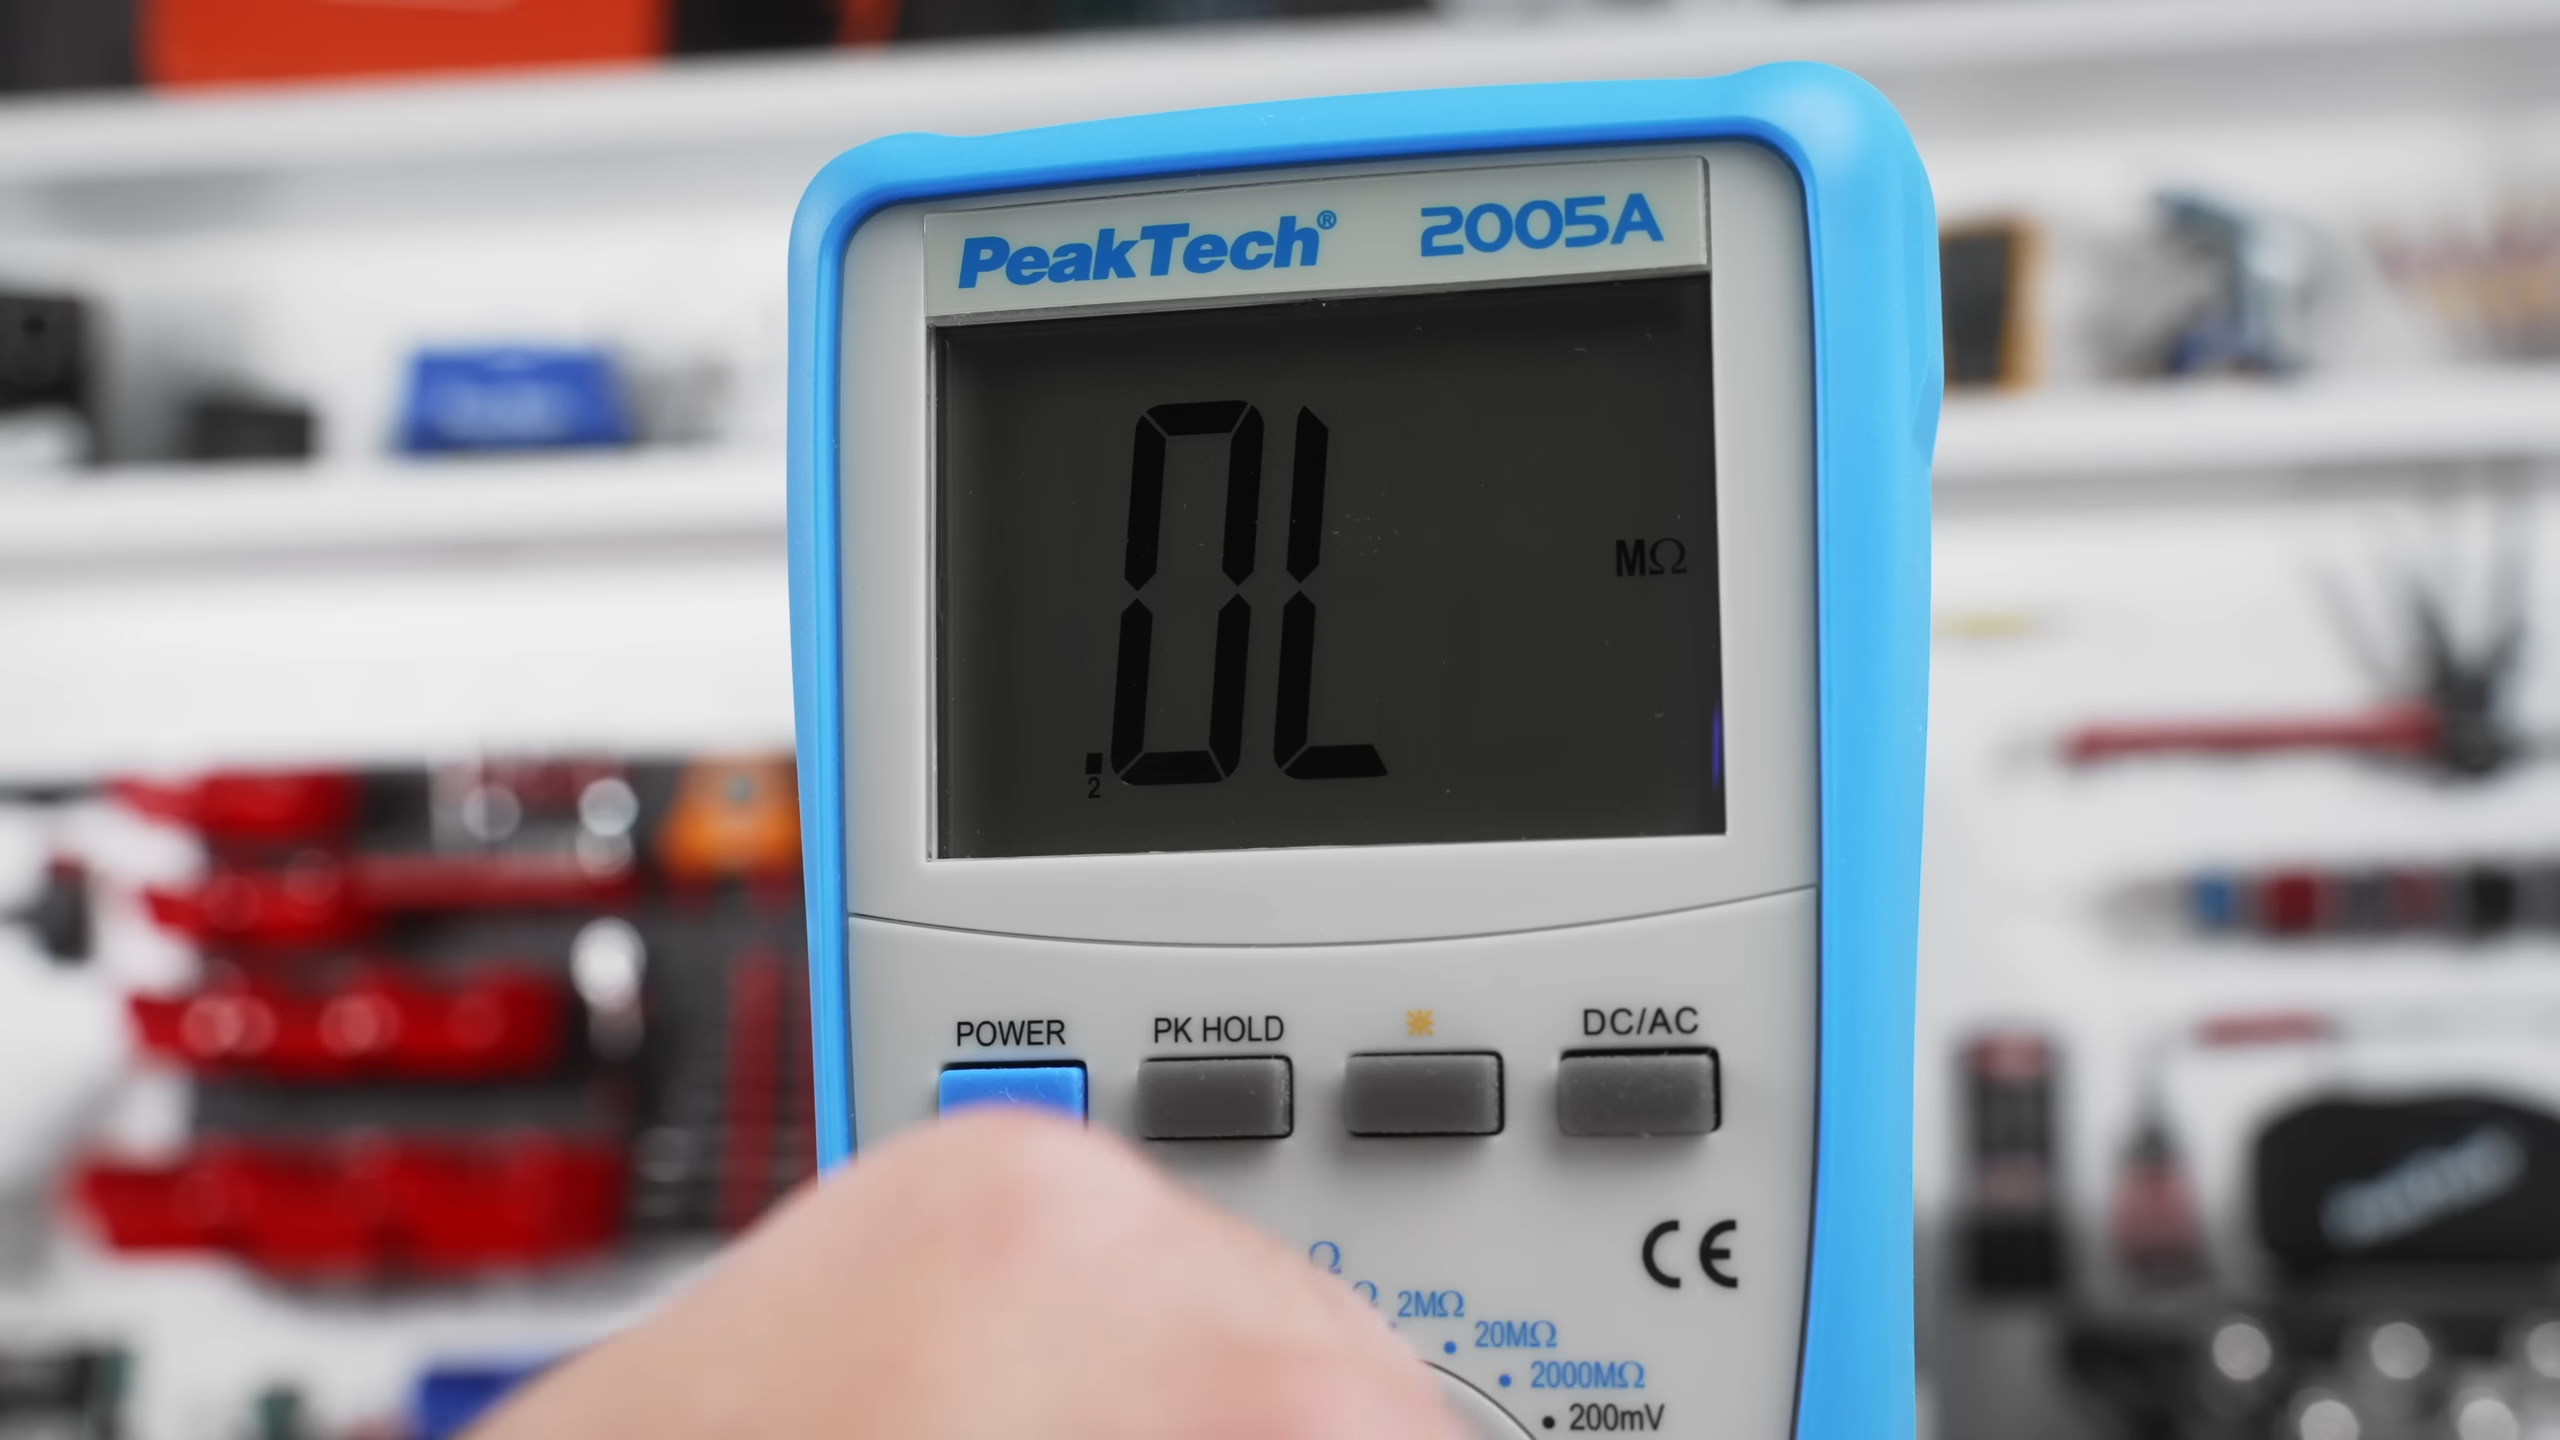 PeakTech® 2005A
.0L
MΩ
2
POWER PK HOLD DC/AC
CE
Ω
Ω
2MΩ
20MΩ
2000MΩ
200mV